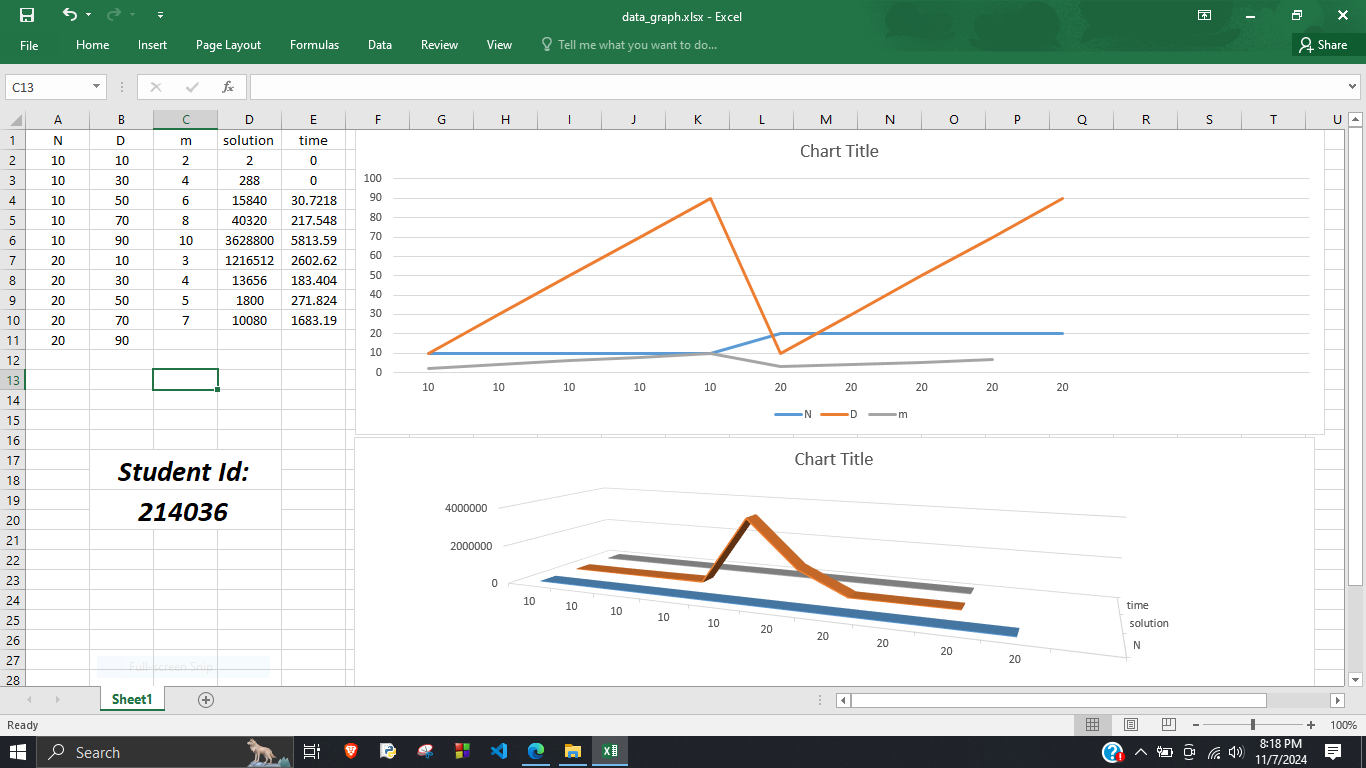 data_graph.xlsx - Excel
File Home Insert Page Layout Formulas Data Review View Tell me what you want to do... Share
C13 fx
A B C D E F G H I J K L M N O P Q R S T U
1 N D m solution time
2 10 10 2 2 0
3 10 30 4 288 0
4 10 50 6 15840 30.7218
5 10 70 8 40320 217.548
6 10 90 10 3628800 5813.59
7 20 10 3 1216512 2602.62
8 20 30 4 13656 183.404
9 20 50 5 1800 271.824
10 20 70 7 10080 1683.19
11 20 90
12
13
14
15
16
17
18
19
20
21
22
23
24
25
26
27
28
Student Id:
214036
Full-screen Snip
Chart Title
100
90
80
70
60
50
40
30
20
10
0
10 10 10 10 10 20 20 20 20 20
N D m
Chart Title
4000000
2000000
0
10 10 10 10 10 20 20 20 20 20
time
solution
N
Sheet1
Ready 100%
Search
8:18 PM
11/7/2024